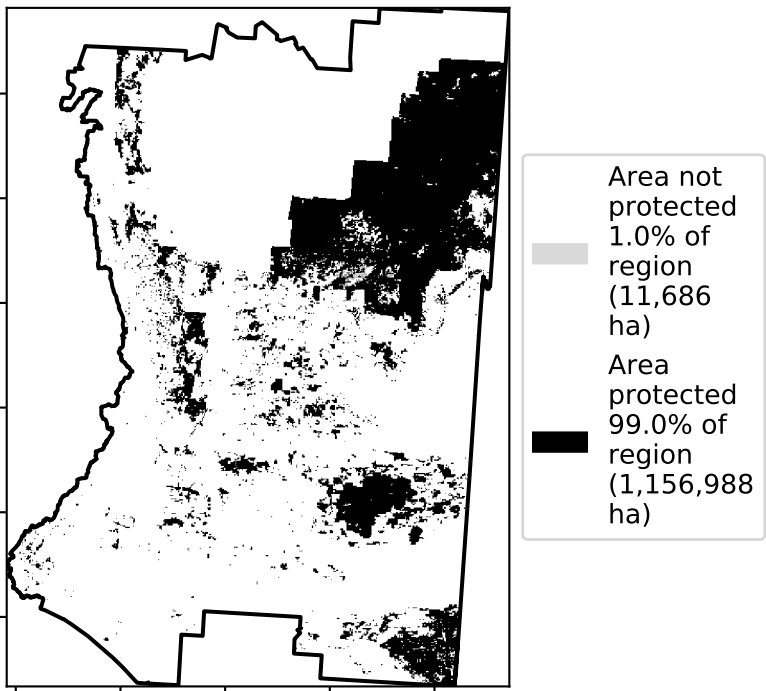 Area not
protected
1.0% of
region
(11,686
ha)
Area
protected
99.0% of
region
(1,156,988
ha)